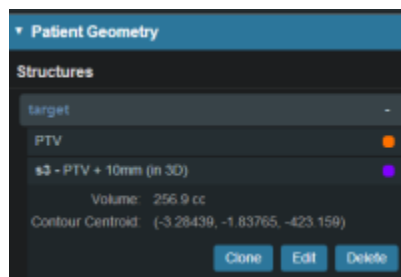 Patient Geometry
Structures
target -
PTV
s3 - PTV + 10mm (in 3D)
Volume: 256.9 cc
Contour Centroid: (-3.28439, -1.83765, -423.159)
Clone Edit Delete